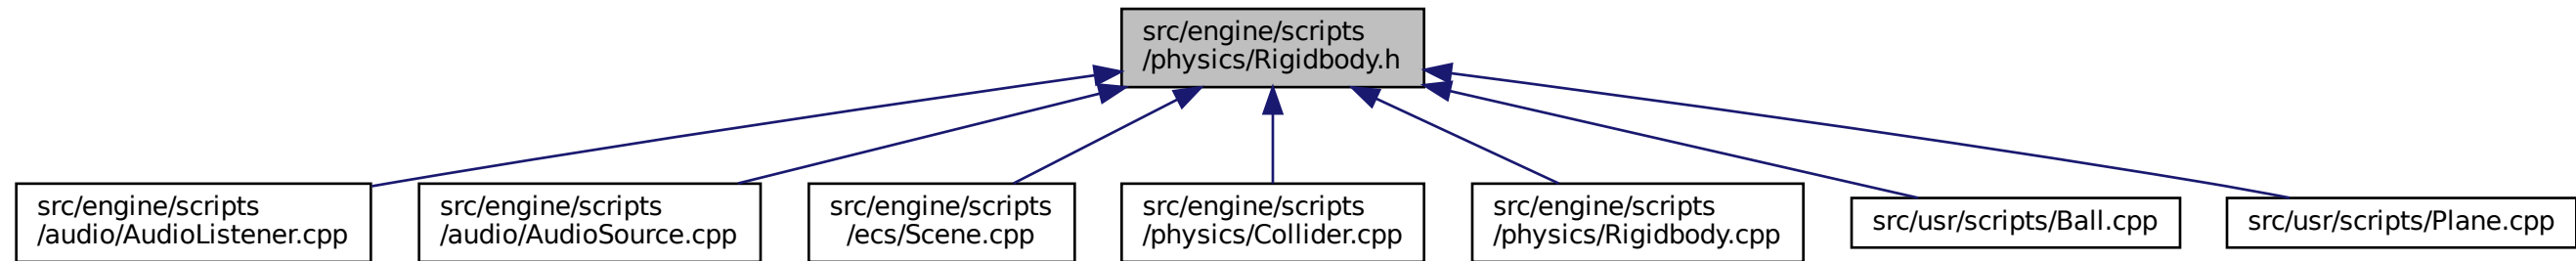 src/engine/scripts
/physics/Rigidbody.h
src/engine/scripts
/audio/AudioListener.cpp
src/engine/scripts
/audio/AudioSource.cpp
src/engine/scripts
/ecs/Scene.cpp
src/engine/scripts
/physics/Collider.cpp
src/engine/scripts
/physics/Rigidbody.cpp
src/usr/scripts/Ball.cpp
src/usr/scripts/Plane.cpp